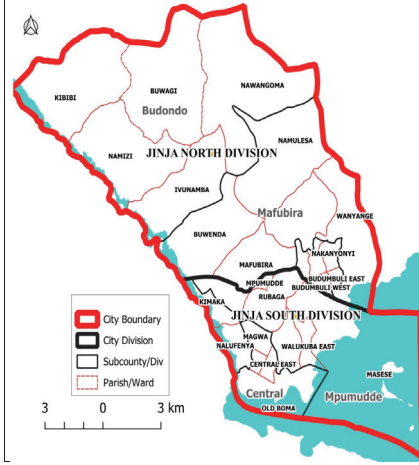 KIBIBI
BUWAGI
NAWANGOMA
Budondo
NAMIZI
JINJA NORTH DIVISION
NAMULESA
IVUNAMBA
Mafubira
WANYANGE
BUWENDA
NAKANYONYI
MAFUBIRA
MPUMUDDE
BUDUMBULI EAST
BUDUMBULI WEST
KIMAKA
RUBAGA
JINJA SOUTH DIVISION
MAGWA
NALUFENYA
WALUKUBA EAST
CENTRAL EAST
MASESE
Central
Mpumudde
OLD BOMA
City Boundary
City Division
Subcounty/Div
Parish/Ward
3 0 3 km